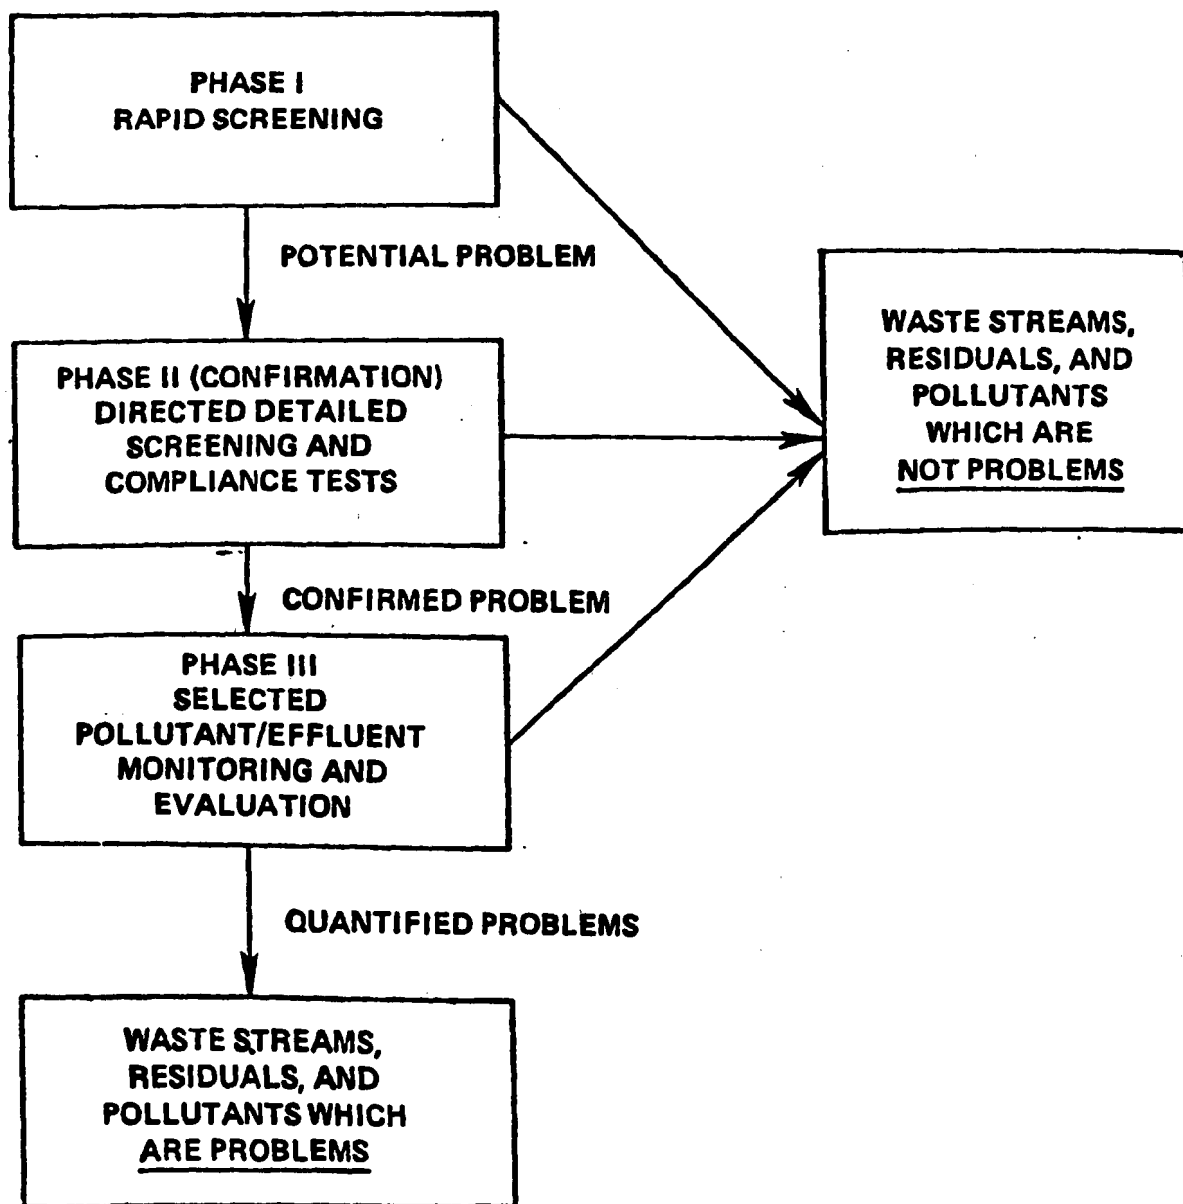 PHASE I
RAPID SCREENING
POTENTIAL PROBLEM
PHASE II (CONFIRMATION)
DIRECTED DETAILED
SCREENING AND
COMPLIANCE TESTS
WASTE STREAMS,
RESIDUALS, AND
POLLUTANTS
WHICH ARE
NOT PROBLEMS
CONFIRMED PROBLEM
PHASE III
SELECTED
POLLUTANT/EFFLUENT
MONITORING AND
EVALUATION
QUANTIFIED PROBLEMS
WASTE STREAMS,
RESIDUALS, AND
POLLUTANTS WHICH
ARE PROBLEMS